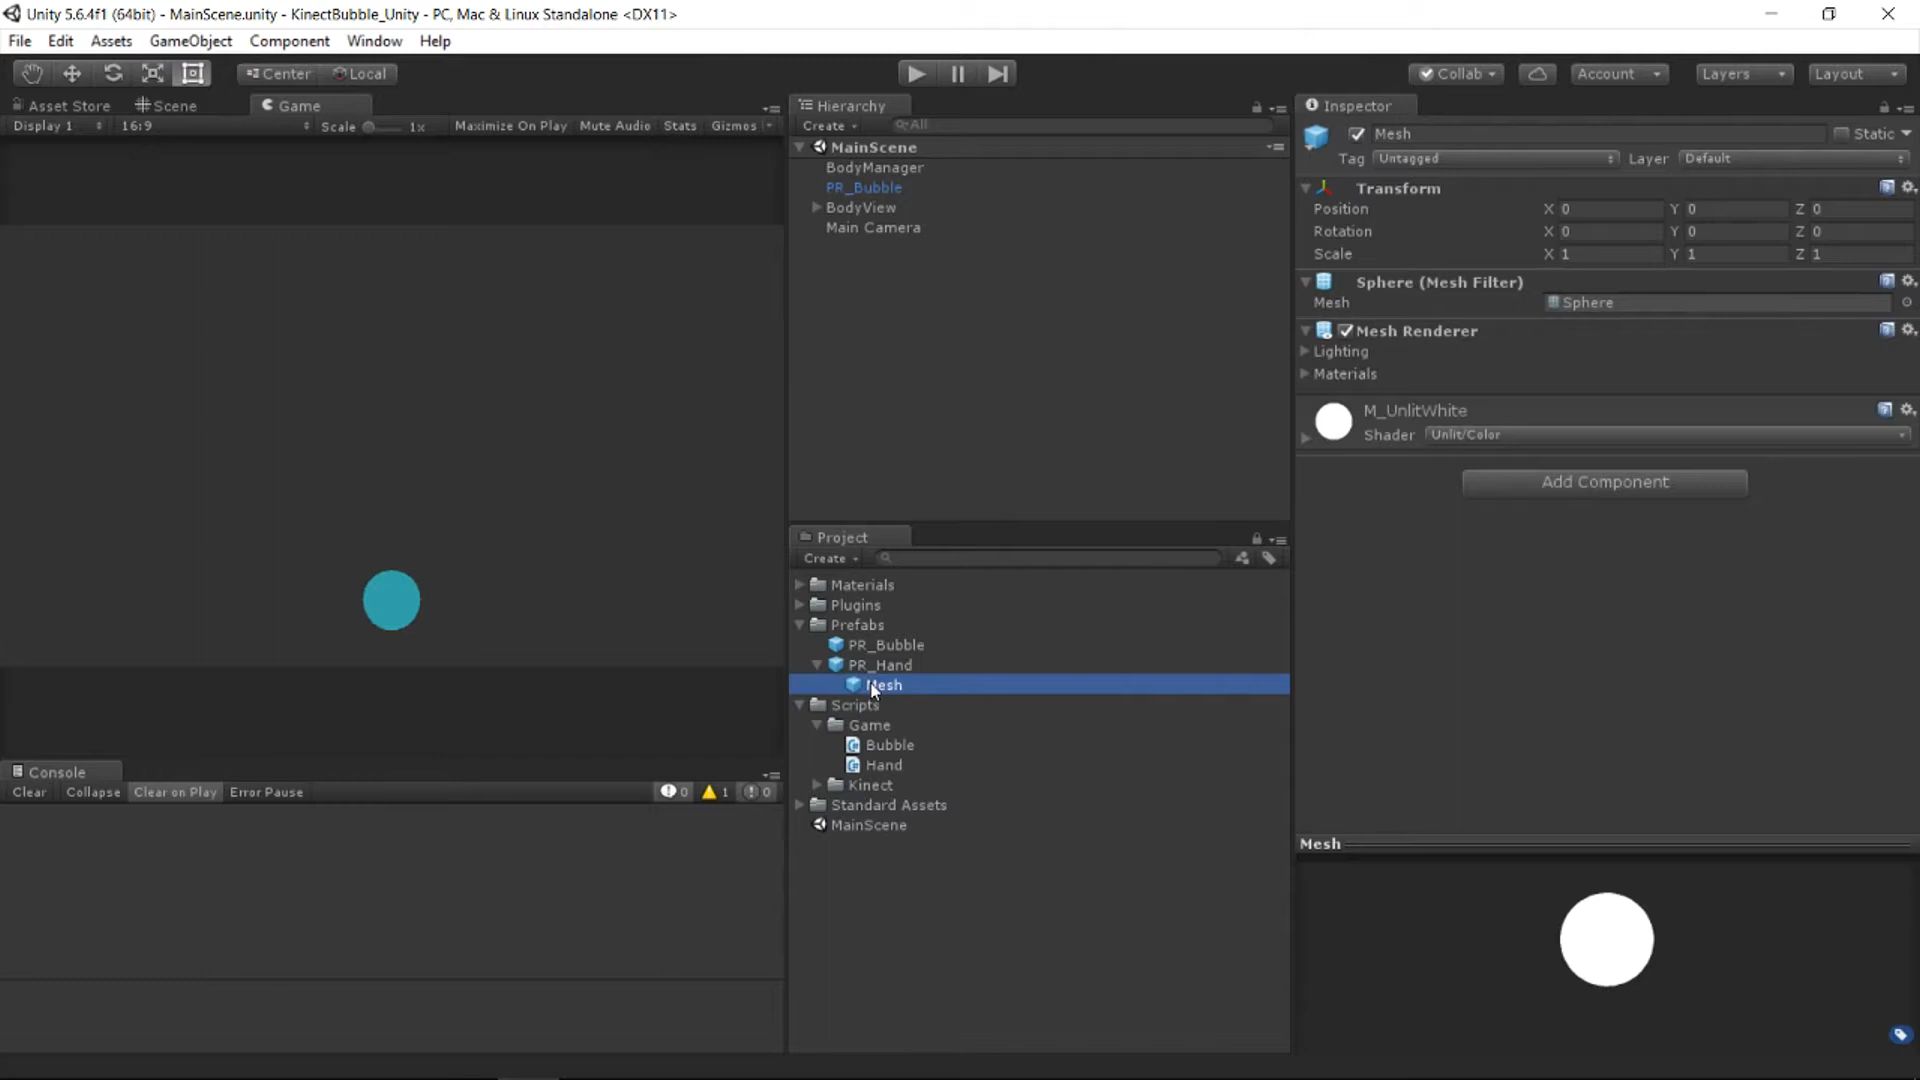 Unity 5.6.4f1 (64bit) - MainScene.unity - KinectBubble_Unity - PC, Mac & Linux Standalone <DX11>
File Edit Assets GameObject Component Window Help
Center Local Collab Account Layers Layout
Asset Store Scene Game
Display 1 16:9 Scale 1x Maximize On Play Mute Audio Stats Gizmos
Hierarchy
Create All
MainScene
BodyManager
PR_Bubble
BodyView
Main Camera
Project
Create
Materials
Plugins
Prefabs
PR_Bubble
PR_Hand
Mesh
Scripts
Game
Bubble
Hand
Kinect
Standard Assets
MainScene
Console
Clear Collapse Clear on Play Error Pause 0 1 0
Inspector
Mesh Static
Tag Untagged Layer Default
Transform
Position X 0 Y 0 Z 0
Rotation X 0 Y 0 Z 0
Scale X 1 Y 1 Z 1
Sphere (Mesh Filter)
Mesh Sphere
Mesh Renderer
Lighting
Materials
M_UnlitWhite
Shader Unlit/Color
Add Component
Mesh